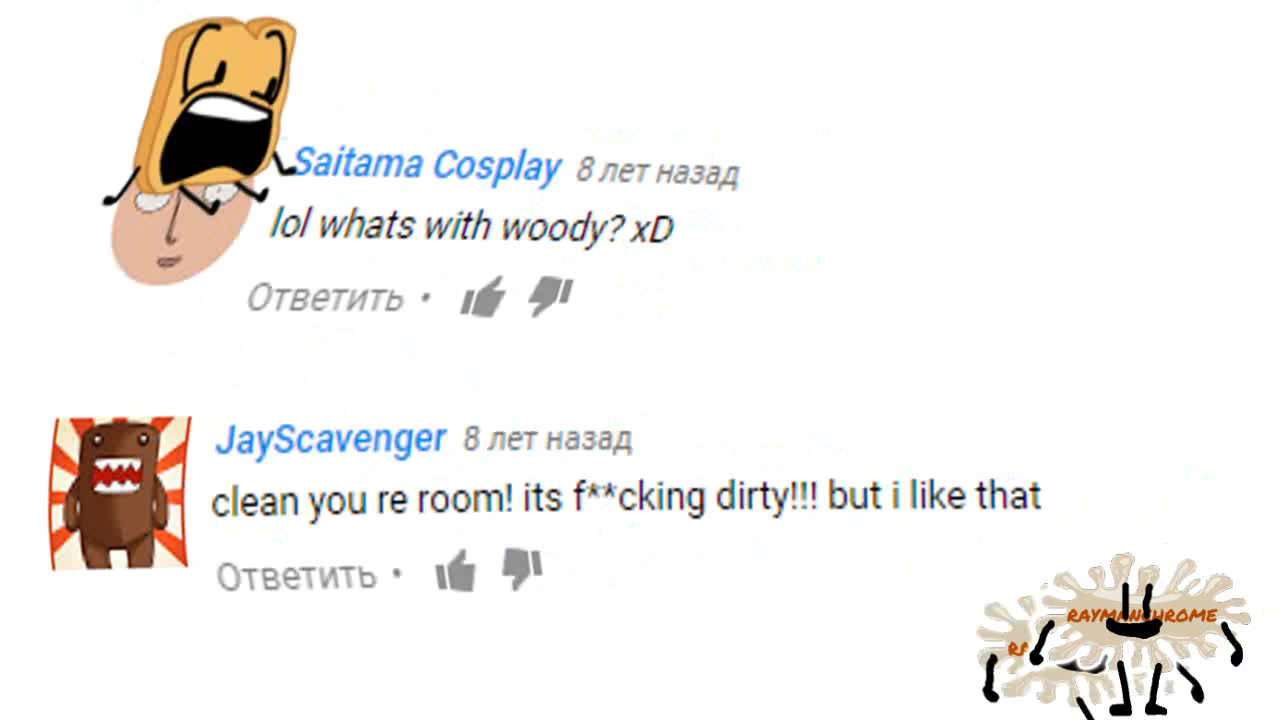 Saitama Cosplay 8 лет назад
lol whats with woody? xD
Ответить •
JayScavenger 8 лет назад
clean you re room! its f**cking dirty!!! but i like that
Ответить •
RAYMANCHROME